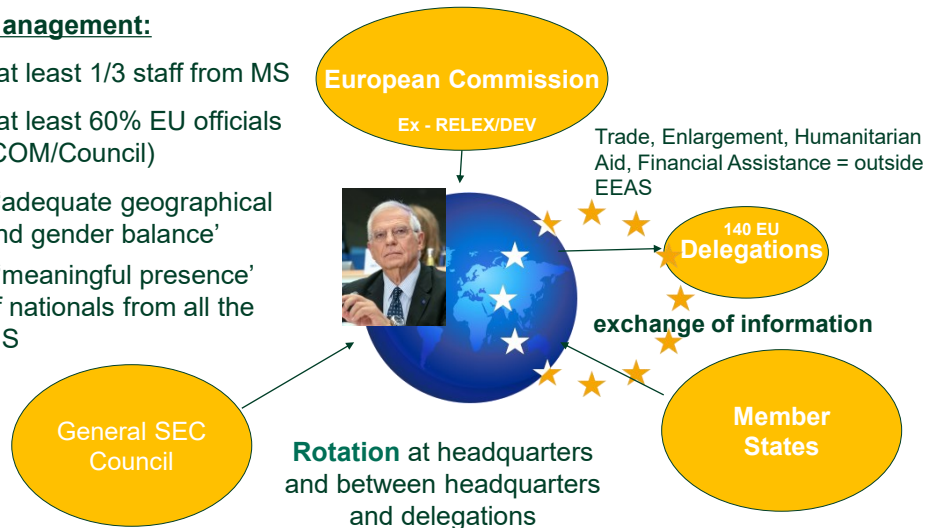 anagement:
at least 1/3 staff from MS
at least 60% EU officials
COM/Council)
adequate geographical
nd gender balance’
‘meaningful presence’
f nationals from all the
S
European Commission
Ex - RELEX/DEV
Trade, Enlargement, Humanitarian
Aid, Financial Assistance = outside
EEAS
140 EU
Delegations
exchange of information
General SEC
Council
Member
States
Rotation at headquarters
and between headquarters
and delegations